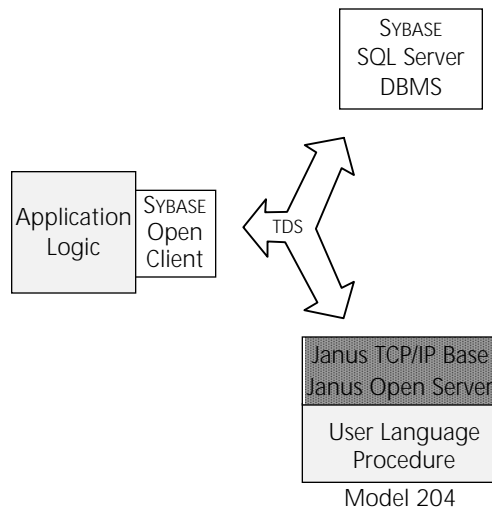 SYBASE
SQL Server
DBMS
Application
Logic
SYBASE
Open
Client
TDS
Janus TCP/IP Base
Janus Open Server
User Language
Procedure
Model 204